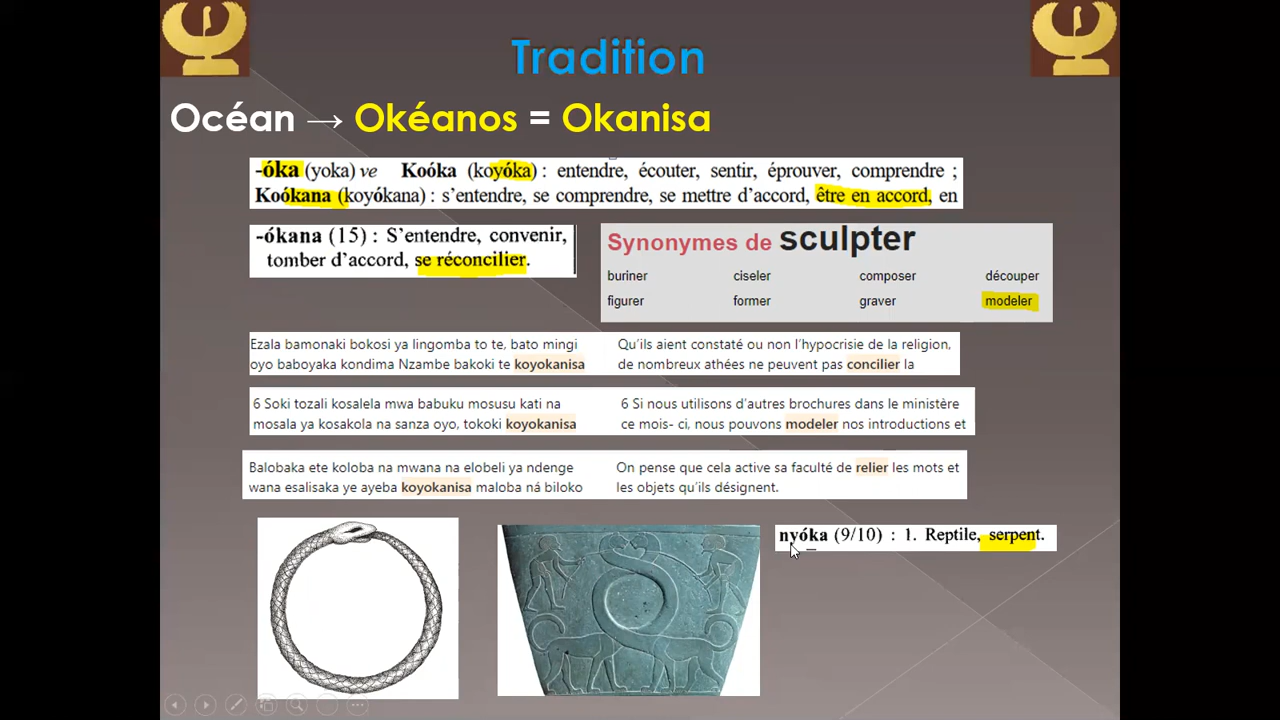 Tradition
Océan → Okéanos = Okanisa
-óka (yoka) ve Koóka (koyóka) : entendre, écouter, sentir, éprouver, comprendre ;
Koókana (koyókana) : s'entendre, se comprendre, se mettre d'accord, être en accord, en
-ókana (15) : S'entendre, convenir,
tomber d'accord, se réconcilier.
Synonymes de sculpter
buriner ciseler composer découper
figurer former graver modeler
Ezala bamonaki bokosi ya lingomba to te, bato mingi
oyo baboyaka kondima Nzambe bakoki te koyokanisa
Qu'ils aient constaté ou non l'hypocrisie de la religion,
de nombreux athées ne peuvent pas concilier la
6 Soki tozali kosalela mwa babuku mosusu kati na
mosala ya kosakola na sanza oyo, tokoki koyokanisa
6 Si nous utilisons d'autres brochures dans le ministère
ce mois- ci, nous pouvons modeler nos introductions et
Balobaka ete koloba na mwana na elobeli ya ndenge
wana esalisaka ye ayeba koyokanisa maloba ná biloko
On pense que cela active sa faculté de relier les mots et
les objets qu'ils désignent.
nyóka (9/10) : 1. Reptile, serpent.